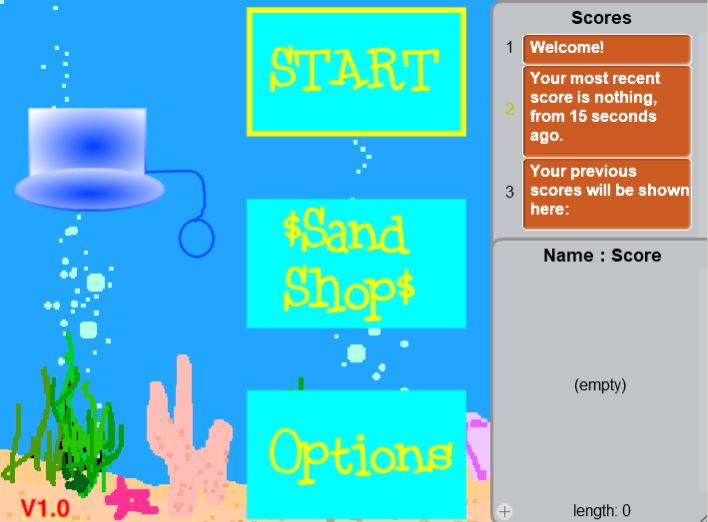 START
$Sand
Shop$
Options
V1.0
Scores
1
Welcome!
2
Your most recent
score is nothing,
from 15 seconds
ago.
3
Your previous
scores will be shown
here:
Name : Score
(empty)
+
length: 0